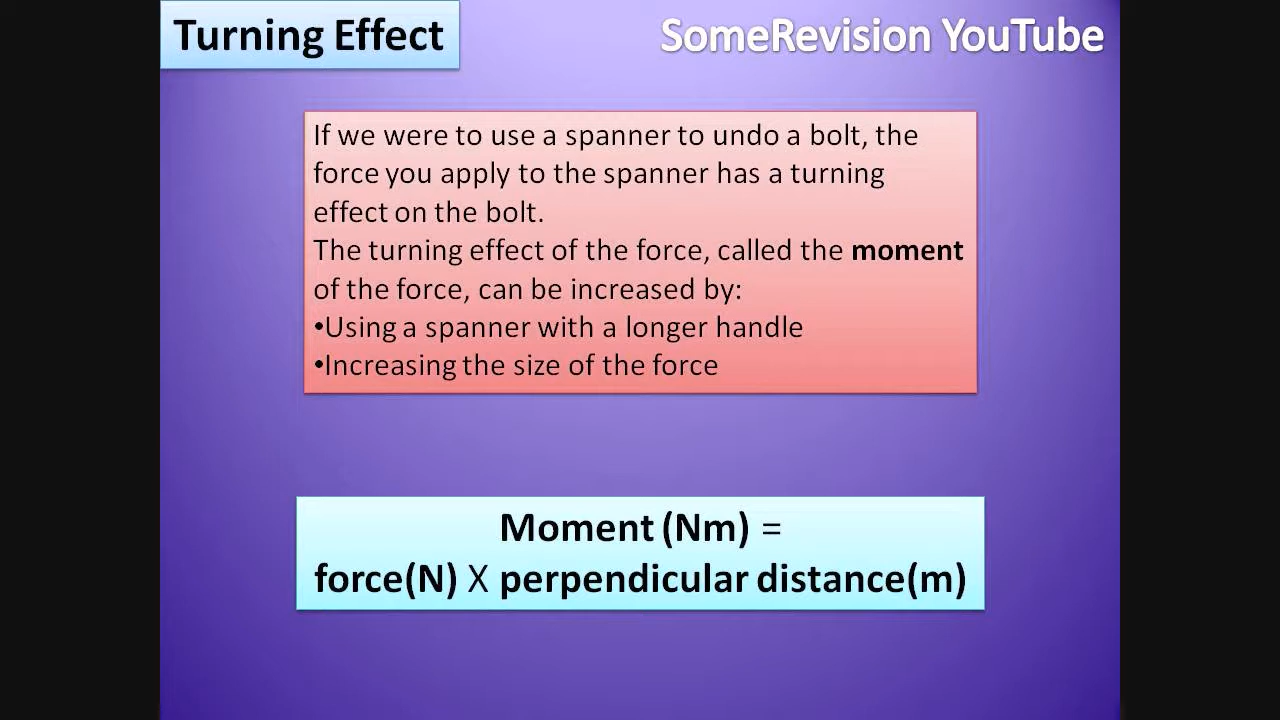 Turning Effect
SomeRevision YouTube
If we were to use a spanner to undo a bolt, the
force you apply to the spanner has a turning
effect on the bolt.
The turning effect of the force, called the moment
of the force, can be increased by:
•Using a spanner with a longer handle
•Increasing the size of the force
Moment (Nm) =
force(N) X perpendicular distance(m)